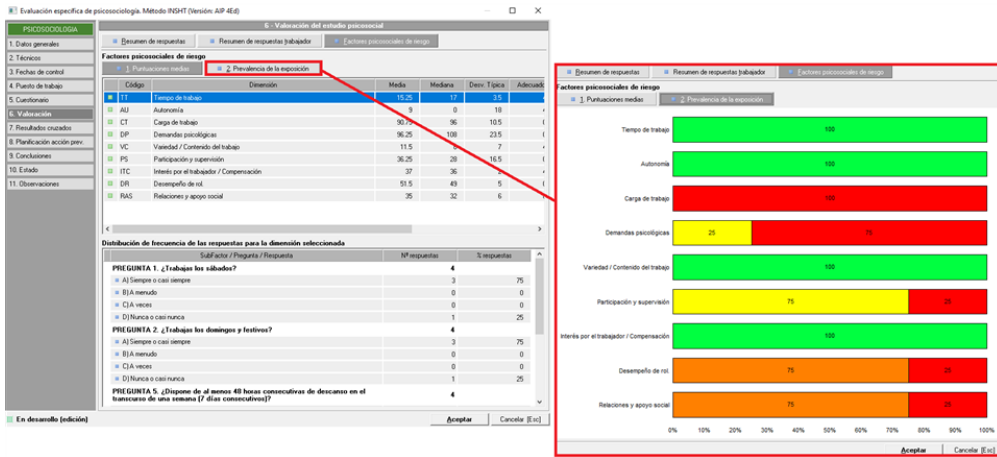 Evaluación específica de psicosociología. Método INSHT (Versión: AIP 4Ed)
PSICOSOCIOLOGIA
1. Datos generales
2. Técnicos
3. Fechas de control
4. Puesto de trabajo
5. Cuestionario
6. Valoración
7. Resultados cruzados
8. Planificación acción prev.
9. Conclusiones
10. Estado
11. Observaciones
6 - Valoración del estudio psicosocial
Resumen de respuestas
Resumen de respuestas trabajador
Factores psicosociales de riesgo
Factores psicosociales de riesgo
1. Puntuaciones medias
2. Prevalencia de la exposición
Código Dimensión Media Mediana Desv. Típica Adecuado
TT Tiempo de trabajo 15.25 17 3.5
AU Autonomía 9 0 18
CT Carga de trabajo 90.75 96 10.5
DP Demandas psicológicas 96.25 108 23.5
VC Variedad / Contenido del trabajo 11.5 7
PS Participación y supervisión 36.25 28 16.5
ITC Interés por el trabajador / Compensación 37 36
DR Desempeño de rol. 51.5 49 5
RAS Relaciones y apoyo social 35 32 6
Distribución de frecuencia de las respuestas para la dimensión seleccionada
SubFactor / Pregunta / Respuesta Nº respuestas % respuestas
PREGUNTA 1. ¿Trabajas los sábados? 4
A) Siempre o casi siempre 3 75
B) A menudo 0 0
C) A veces 0 0
D) Nunca o casi nunca 1 25
PREGUNTA 2. ¿Trabajas los domingos y festivos? 4
A) Siempre o casi siempre 3 75
B) A menudo 0 0
C) A veces 0 0
D) Nunca o casi nunca 1 25
PREGUNTA 5. ¿Dispone de al menos 48 horas consecutivas de descanso en el
transcurso de una semana (7 días consecutivos)? 4
En desarrollo (edición)
Aceptar
Cancelar [Esc]
Resumen de respuestas
Resumen de respuestas trabajador
Factores psicosociales de riesgo
Factores psicosociales de riesgo
1. Puntuaciones medias
2. Prevalencia de la exposición
Tiempo de trabajo 100
Autonomía 100
Carga de trabajo 100
Demandas psicológicas 25 75
Variedad / Contenido del trabajo 100
Participación y supervisión 75 25
Interés por el trabajador / Compensación 100
Desempeño de rol. 75 25
Relaciones y apoyo social 75 25
0% 10% 20% 30% 40% 50% 60% 70% 80% 90% 100%
Aceptar
Cancelar [Esc]